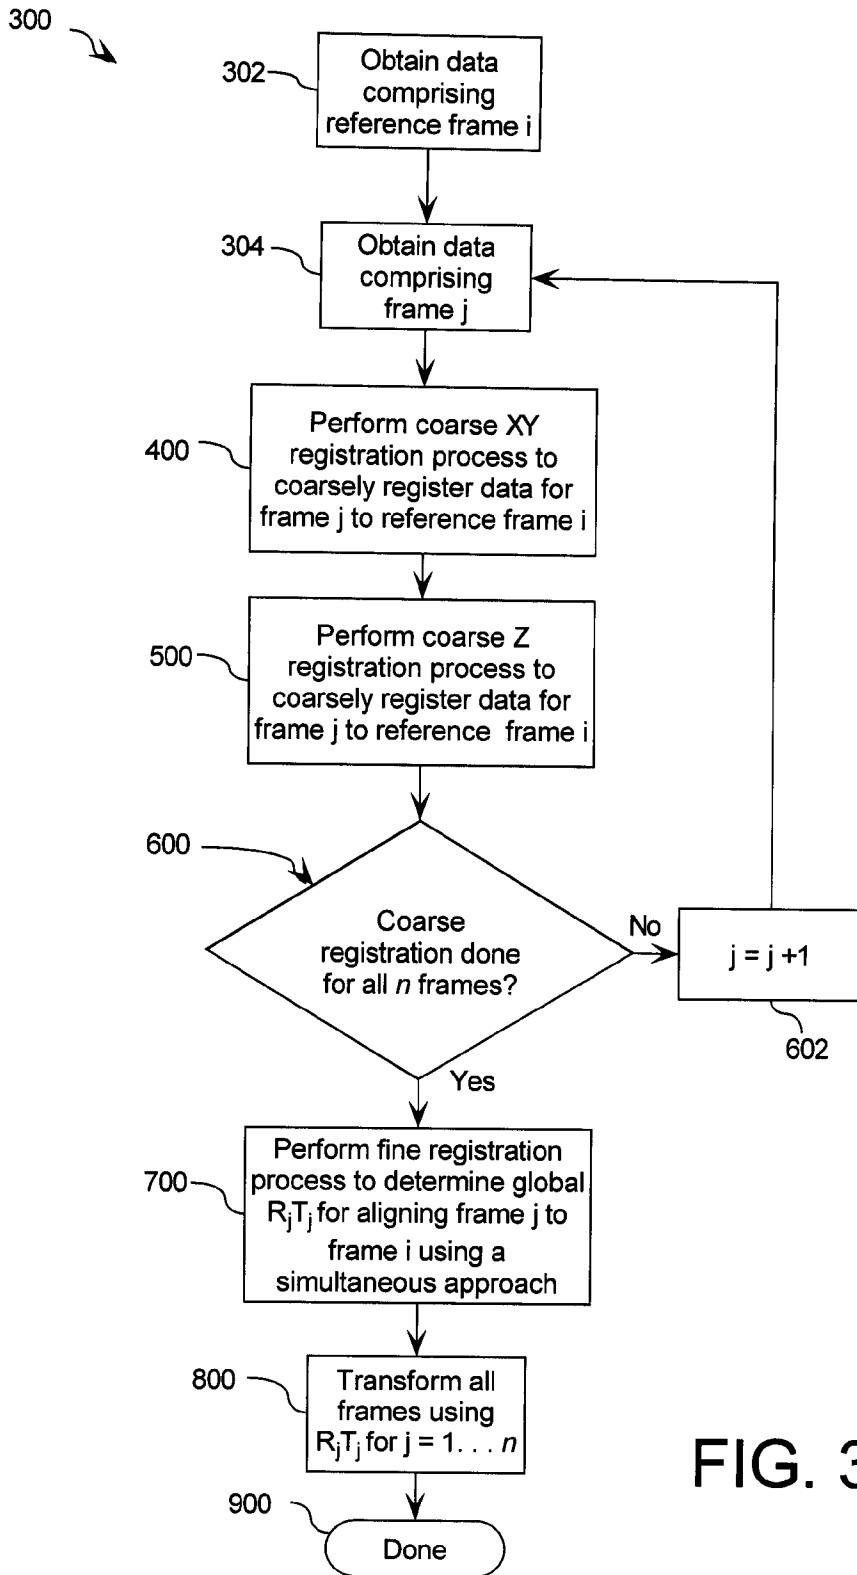 300
302
Obtain data
comprising
reference frame i
304
Obtain data
comprising
frame j
400
Perform coarse XY
registration process to
coarsely register data for
frame j to reference frame i
500
Perform coarse Z
registration process to
coarsely register data for
frame j to reference frame i
600
Coarse
registration done
for all n frames?
No
j = j +1
602
Yes
700
Perform fine registration
process to determine global
RjTj for aligning frame j to
frame i using a
simultaneous approach
800
Transform all
frames using
RjTj for j = 1. . . n
FIG. 3
900
Done